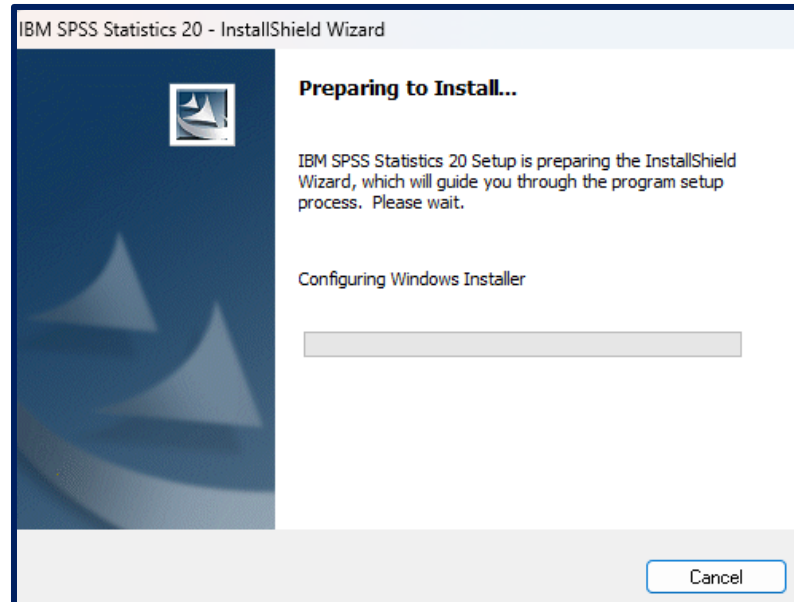 IBM SPSS Statistics 20 - InstallShield Wizard
Preparing to Install...
IBM SPSS Statistics 20 Setup is preparing the InstallShield
Wizard, which will guide you through the program setup
process.  Please wait.
Configuring Windows Installer
Cancel